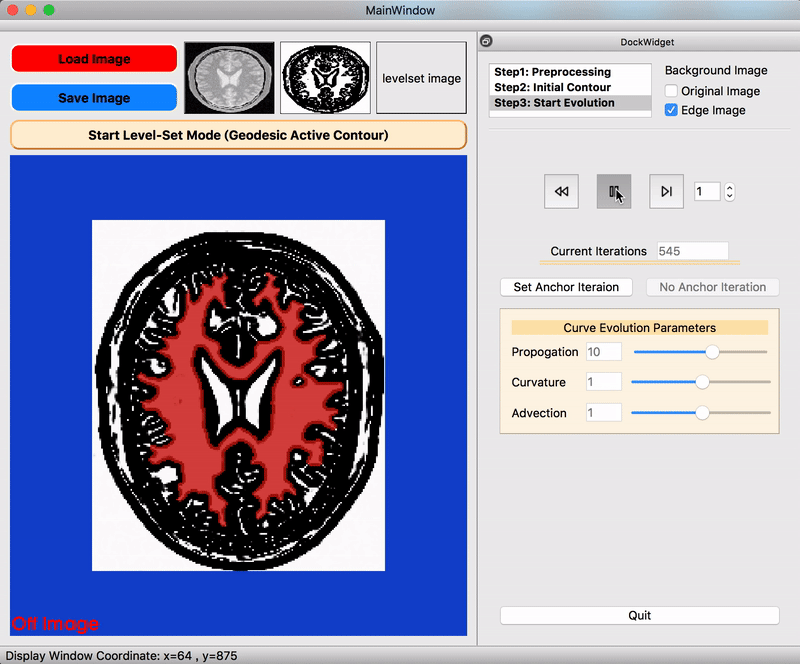 MainWindow
Load Image
Save Image
levelset image
Start Level-Set Mode (Geodesic Active Contour)
Off Image
DockWidget
Step1: Preprocessing
Step2: Initial Contour
Step3: Start Evolution
Background Image
Original Image
Edge Image
1
Current Iterations 545
Set Anchor Iteraion
No Anchor Iteration
Curve Evolution Parameters
Propogation 10
Curvature 1
Advection 1
Quit
Display Window Coordinate: x=64 , y=875